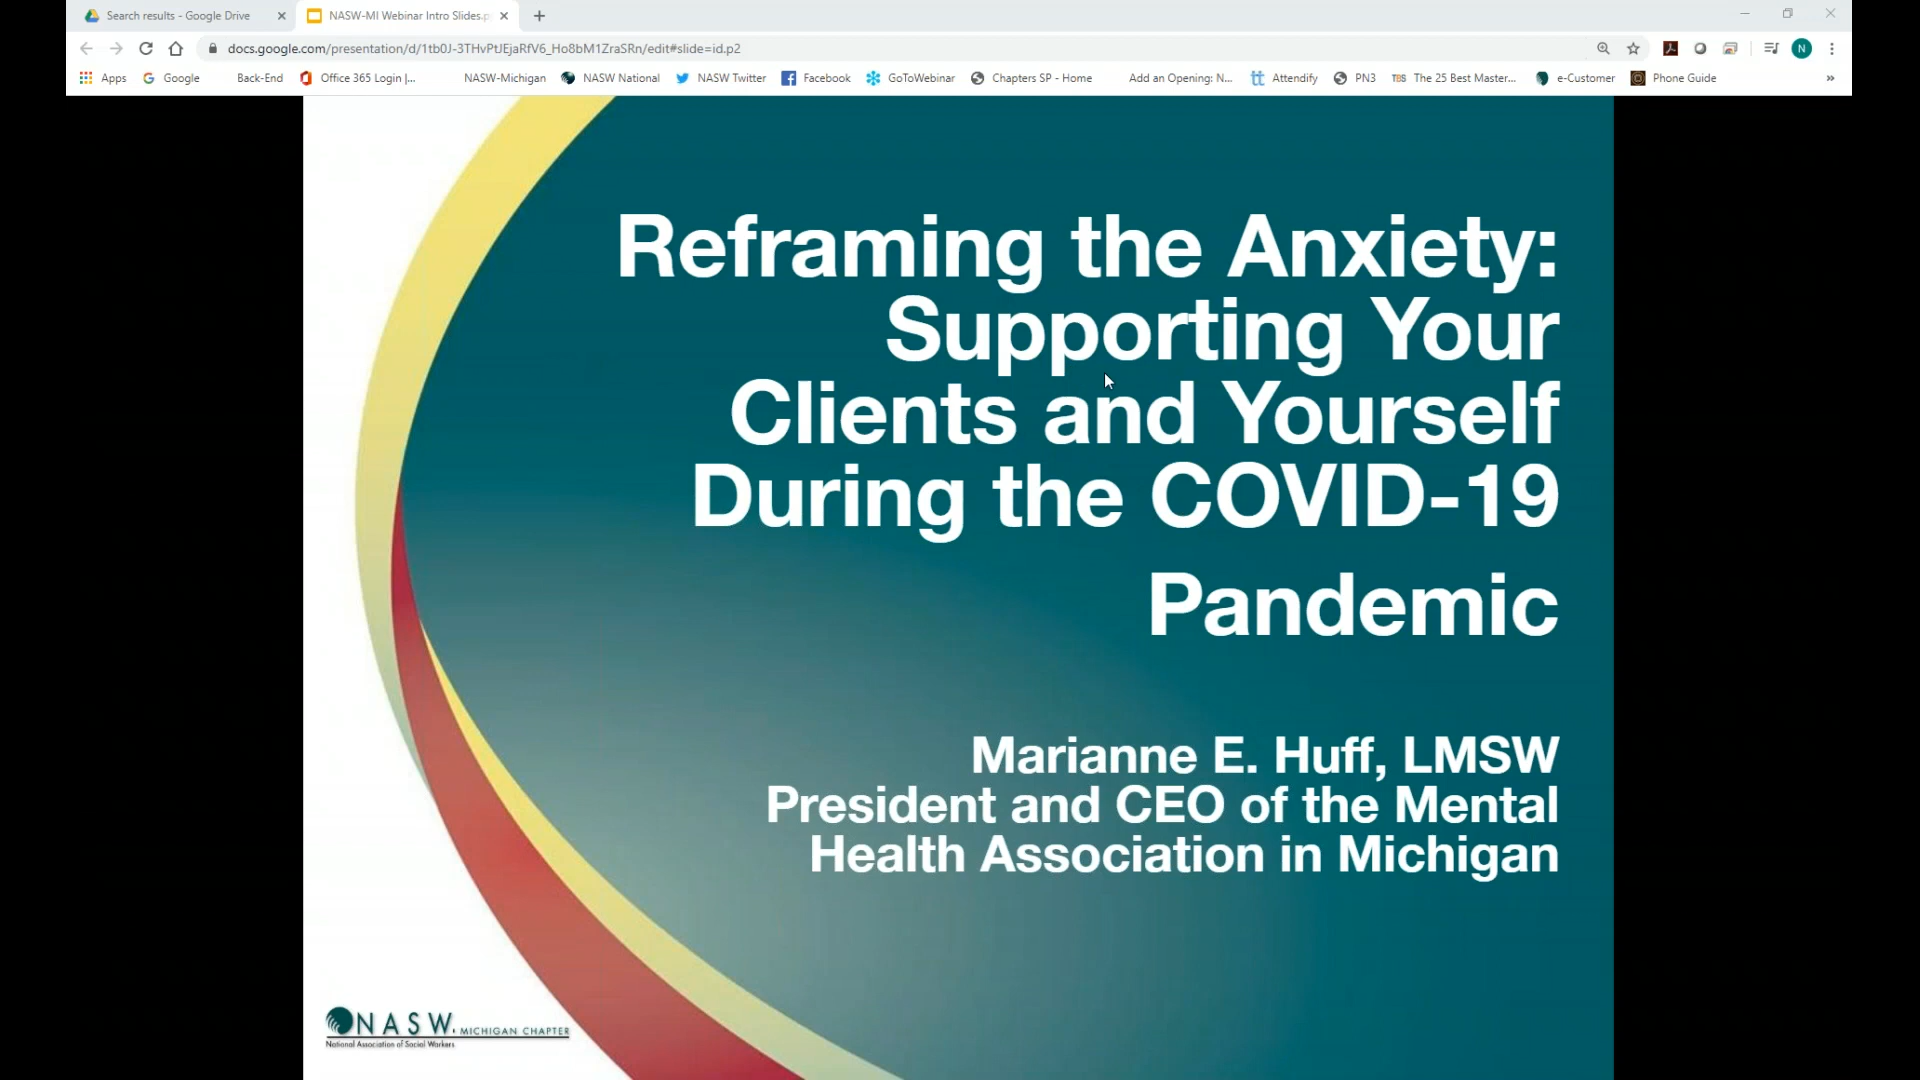 Search results - Google Drive
NASW-MI Webinar Intro Slides.p
docs.google.com/presentation/d/1tb0J-3THvPtJEjaRfV6_Ho8bM1ZraSRn/edit#slide=id.p2
N
Apps Google Back-End Office 365 Login |... NASW-Michigan NASW National NASW Twitter Facebook GoToWebinar Chapters SP - Home Add an Opening: N... Attendify PN3 TBS The 25 Best Master... e-Customer Phone Guide »
Reframing the Anxiety:
Supporting Your
Clients and Yourself
During the COVID-19
Pandemic
Marianne E. Huff, LMSW
President and CEO of the Mental
Health Association in Michigan
NASW. MICHIGAN CHAPTER
National Association of Social Workers